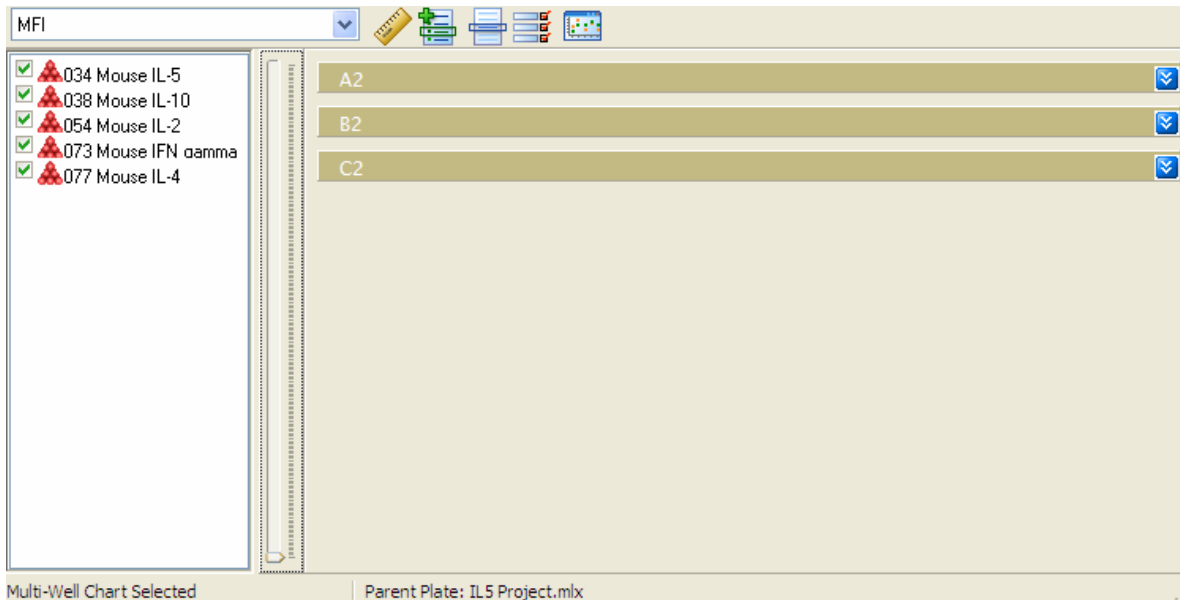 MFI
034 Mouse IL-5
038 Mouse IL-10
054 Mouse IL-2
073 Mouse IFN gamma
077 Mouse IL-4
A2
B2
C2
Multi-Well Chart Selected
Parent Plate: IL5 Project.mlx